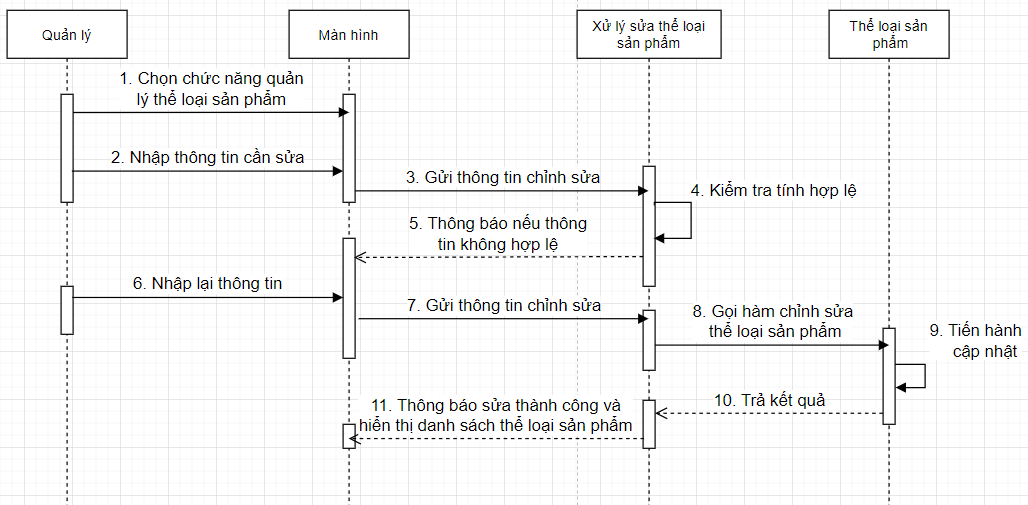 Quản lý
Màn hình
Xử lý sửa thể loại
sản phẩm
Thể loại sản
phẩm
1. Chọn chức năng quản
lý thể loại sản phẩm
2. Nhập thông tin cần sửa
3. Gửi thông tin chỉnh sửa
4. Kiểm tra tính hợp lệ
5. Thông báo nếu thông
tin không hợp lệ
6. Nhập lại thông tin
7. Gửi thông tin chỉnh sửa
8. Gọi hàm chỉnh sửa
thể loại sản phẩm
9. Tiến hành
cập nhật
10. Trả kết quả
11. Thông báo sửa thành công và
hiển thị danh sách thể loại sản phẩm